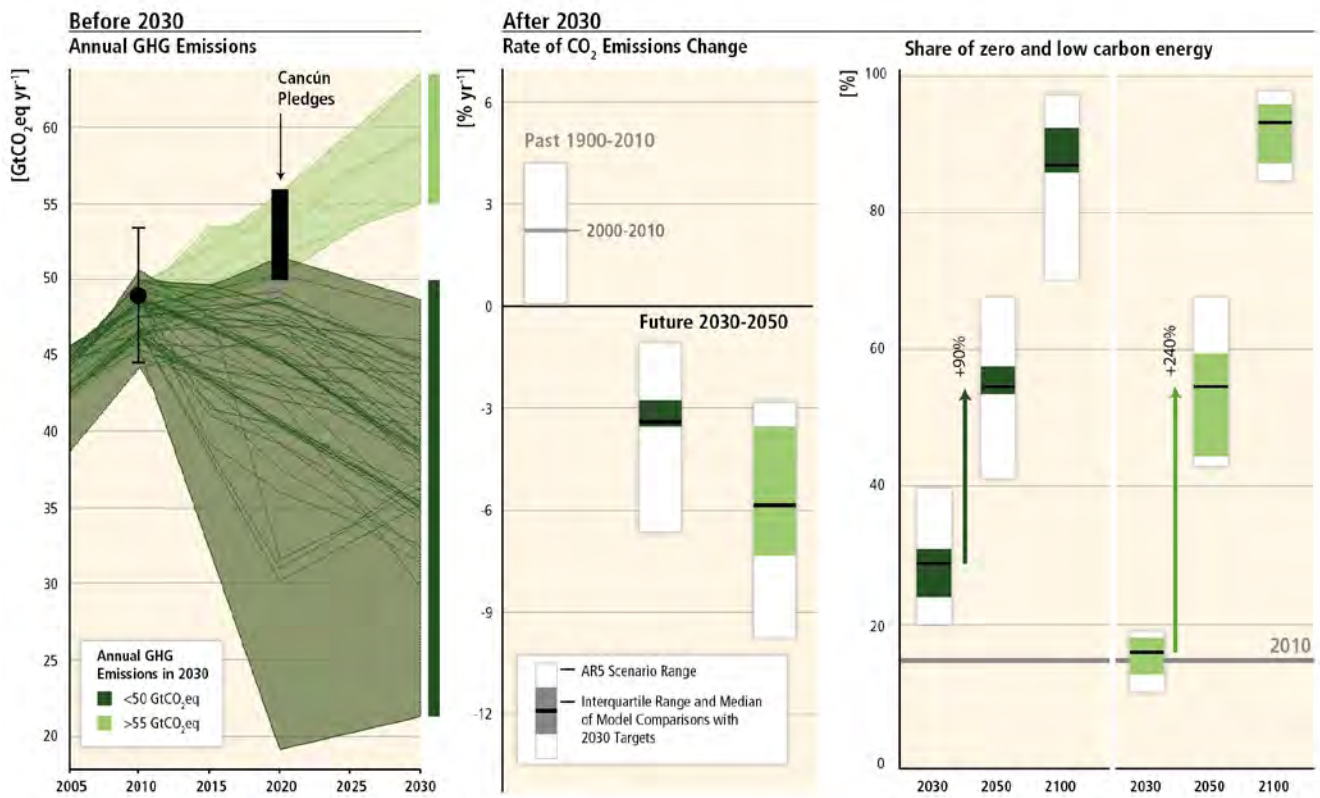 Before 2030
Annual GHG Emissions
[GtCO2eq yr-1]
60
55
50
45
40
35
30
25
20
2005
2010
2015
2020
2025
2030
Cancún
Pledges
Annual GHG
Emissions in 2030
<50 GtCO2eq
>55 GtCO2eq
After 2030
Rate of CO2 Emissions Change
[% yr-1]
6
3
0
-3
-6
-9
-12
Past 1900-2010
2000-2010
Future 2030-2050
AR5 Scenario Range
Interquartile Range and Median
of Model Comparisons with
2030 Targets
Share of zero and low carbon energy
[%]
100
80
60
40
20
0
+90%
+240%
2010
2030
2050
2100
2030
2050
2100